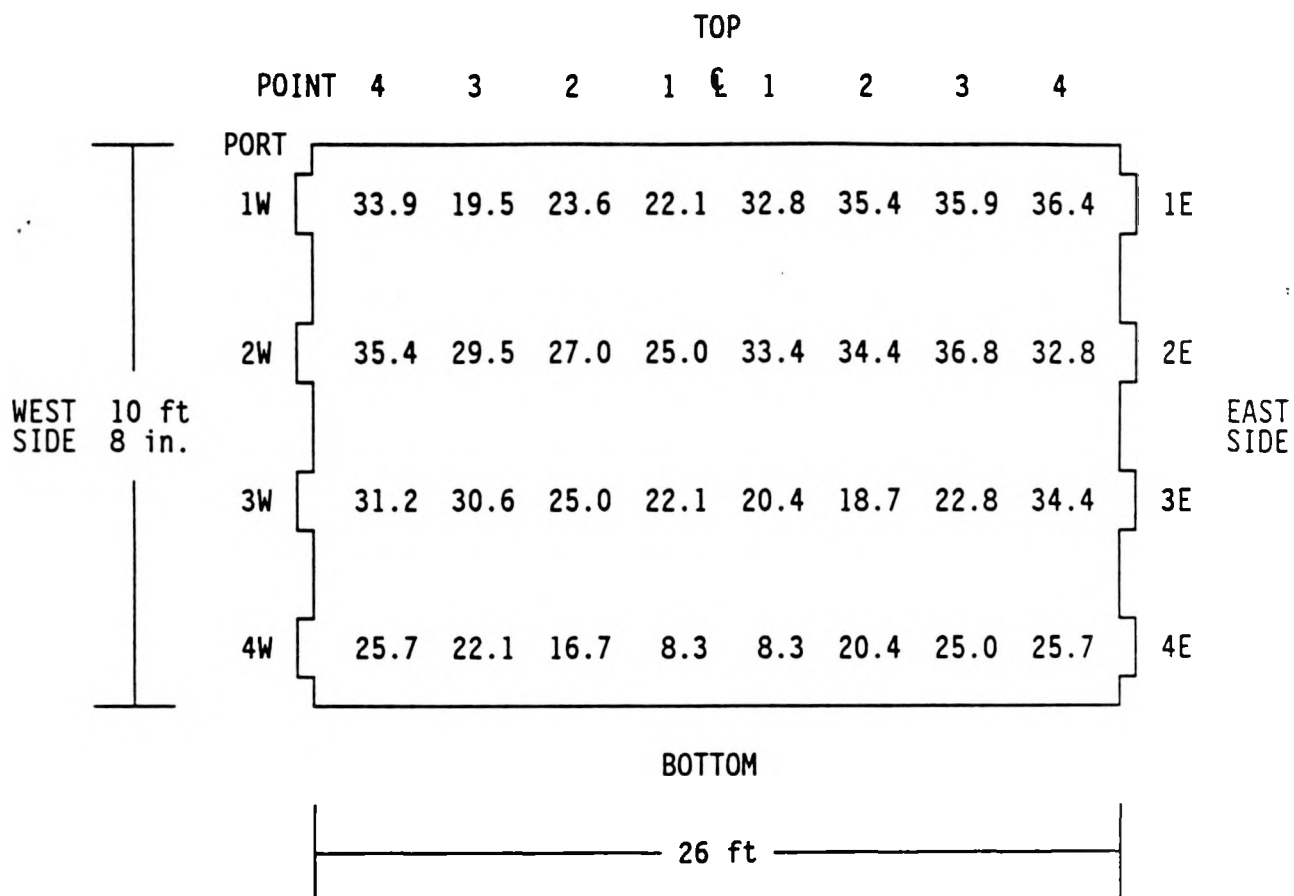 TOP
POINT 4 3 2 1 ℄ 1 2 3 4
PORT
1W 33.9 19.5 23.6 22.1 32.8 35.4 35.9 36.4 1E
2W 35.4 29.5 27.0 25.0 33.4 34.4 36.8 32.8 2E
WEST 10 ft EAST
SIDE 8 in. SIDE
3W 31.2 30.6 25.0 22.1 20.4 18.7 22.8 34.4 3E
4W 25.7 22.1 16.7 8.3 8.3 20.4 25.0 25.7 4E
BOTTOM
26 ft